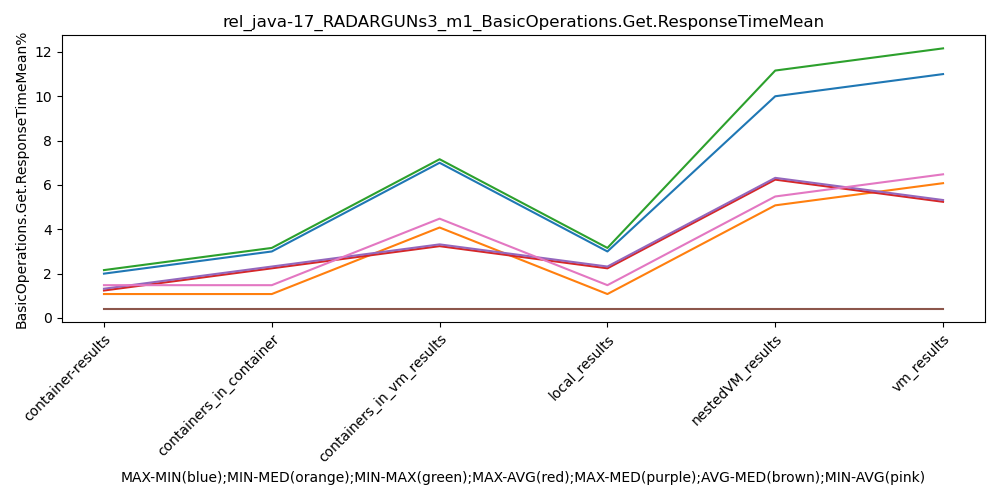 rel_java-17_RADARGUNs3_m1_BasicOperations.Get.ResponseTimeMean
BasicOperations.Get.ResponseTimeMean%
12
10
8
6
4
2
0
container-results
containers_in_container
containers_in_vm_results
local_results
nestedVM_results
vm_results
MAX-MIN(blue);MIN-MED(orange);MIN-MAX(green);MAX-AVG(red);MAX-MED(purple);AVG-MED(brown);MIN-AVG(pink)